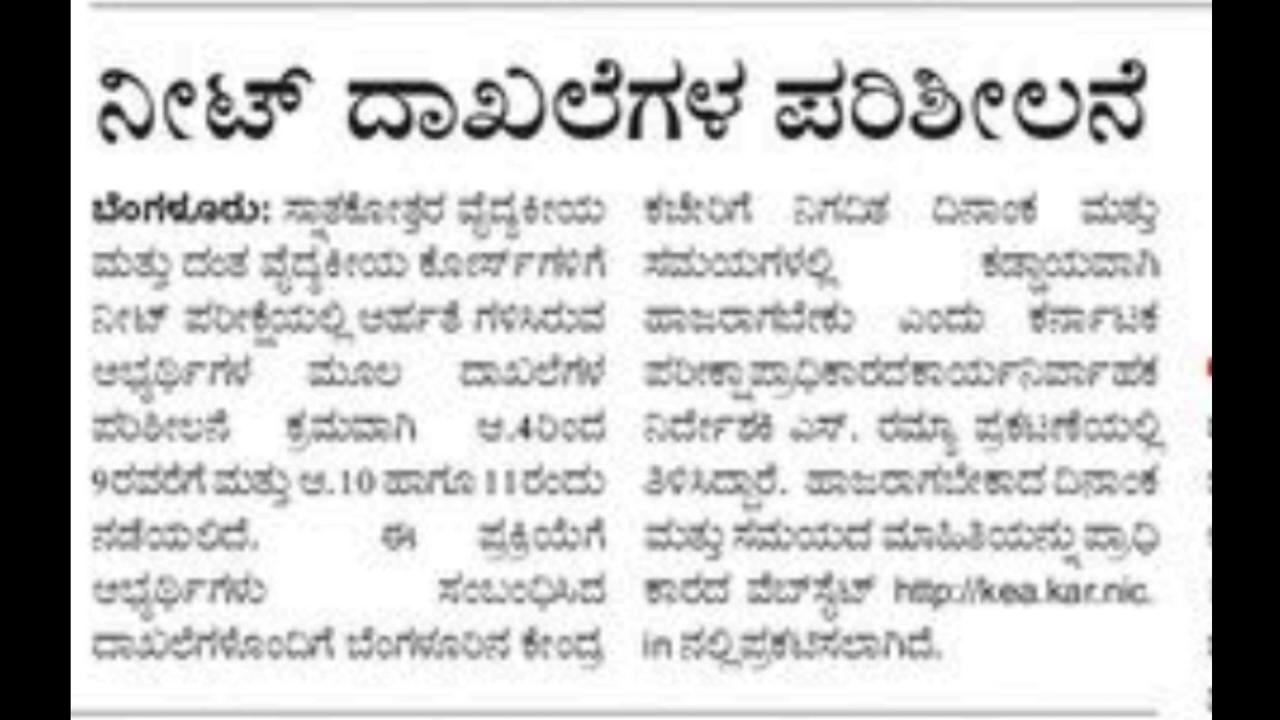 ನೀಟ್ ದಾಖಲೆಗಳ ಪರಿಶೀಲನೆ
ಬೆಂಗಳೂರು: ಸ್ನಾತಕೋತ್ತರ ವೈದ್ಯಕೀಯ
ಮತ್ತು ದಂತ ವೈದ್ಯಕೀಯ ಕೋರ್ಸ್‌ಗಳಿಗೆ
ನೀಟ್ ಪರೀಕ್ಷೆಯಲ್ಲಿ ಅರ್ಹತೆ ಗಳಿಸಿರುವ
ಅಭ್ಯರ್ಥಿಗಳ ಮೂಲ ದಾಖಲೆಗಳ
ಪರಿಶೀಲನೆ ಕ್ರಮವಾಗಿ ಆ.4ರಿಂದ
9ರವರೆಗೆ ಮತ್ತು ಆ.10 ಹಾಗೂ 11ರಂದು
ನಡೆಯಲಿದೆ. ಈ ಪ್ರಕ್ರಿಯೆಗೆ
ಅಭ್ಯರ್ಥಿಗಳು ಸಂಬಂಧಿಸಿದ
ದಾಖಲೆಗಳೊಂದಿಗೆ ಬೆಂಗಳೂರಿನ ಕೇಂದ್ರ
ಕಚೇರಿಗೆ ನಿಗದಿತ ದಿನಾಂಕ ಮತ್ತು
ಸಮಯಗಳಲ್ಲಿ ಕಡ್ಡಾಯವಾಗಿ
ಹಾಜರಾಗಬೇಕು ಎಂದು ಕರ್ನಾಟಕ
ಪರೀಕ್ಷಾಪ್ರಾಧಿಕಾರದಕಾರ್ಯನಿರ್ವಾಹಕ
ನಿರ್ದೇಶಕಿ ಎಸ್. ರಮ್ಯಾ ಪ್ರಕಟಣೆಯಲ್ಲಿ
ತಿಳಿಸಿದ್ದಾರೆ. ಹಾಜರಾಗಬೇಕಾದ ದಿನಾಂಕ
ಮತ್ತು ಸಮಯದ ಮಾಹಿತಿಯನ್ನು ಪ್ರಾಧಿ
ಕಾರದ ವೆಬ್‌ಸೈಟ್ http://kea.kar.nic.
in ನಲ್ಲಿ ಪ್ರಕಟಿಸಲಾಗಿದೆ.